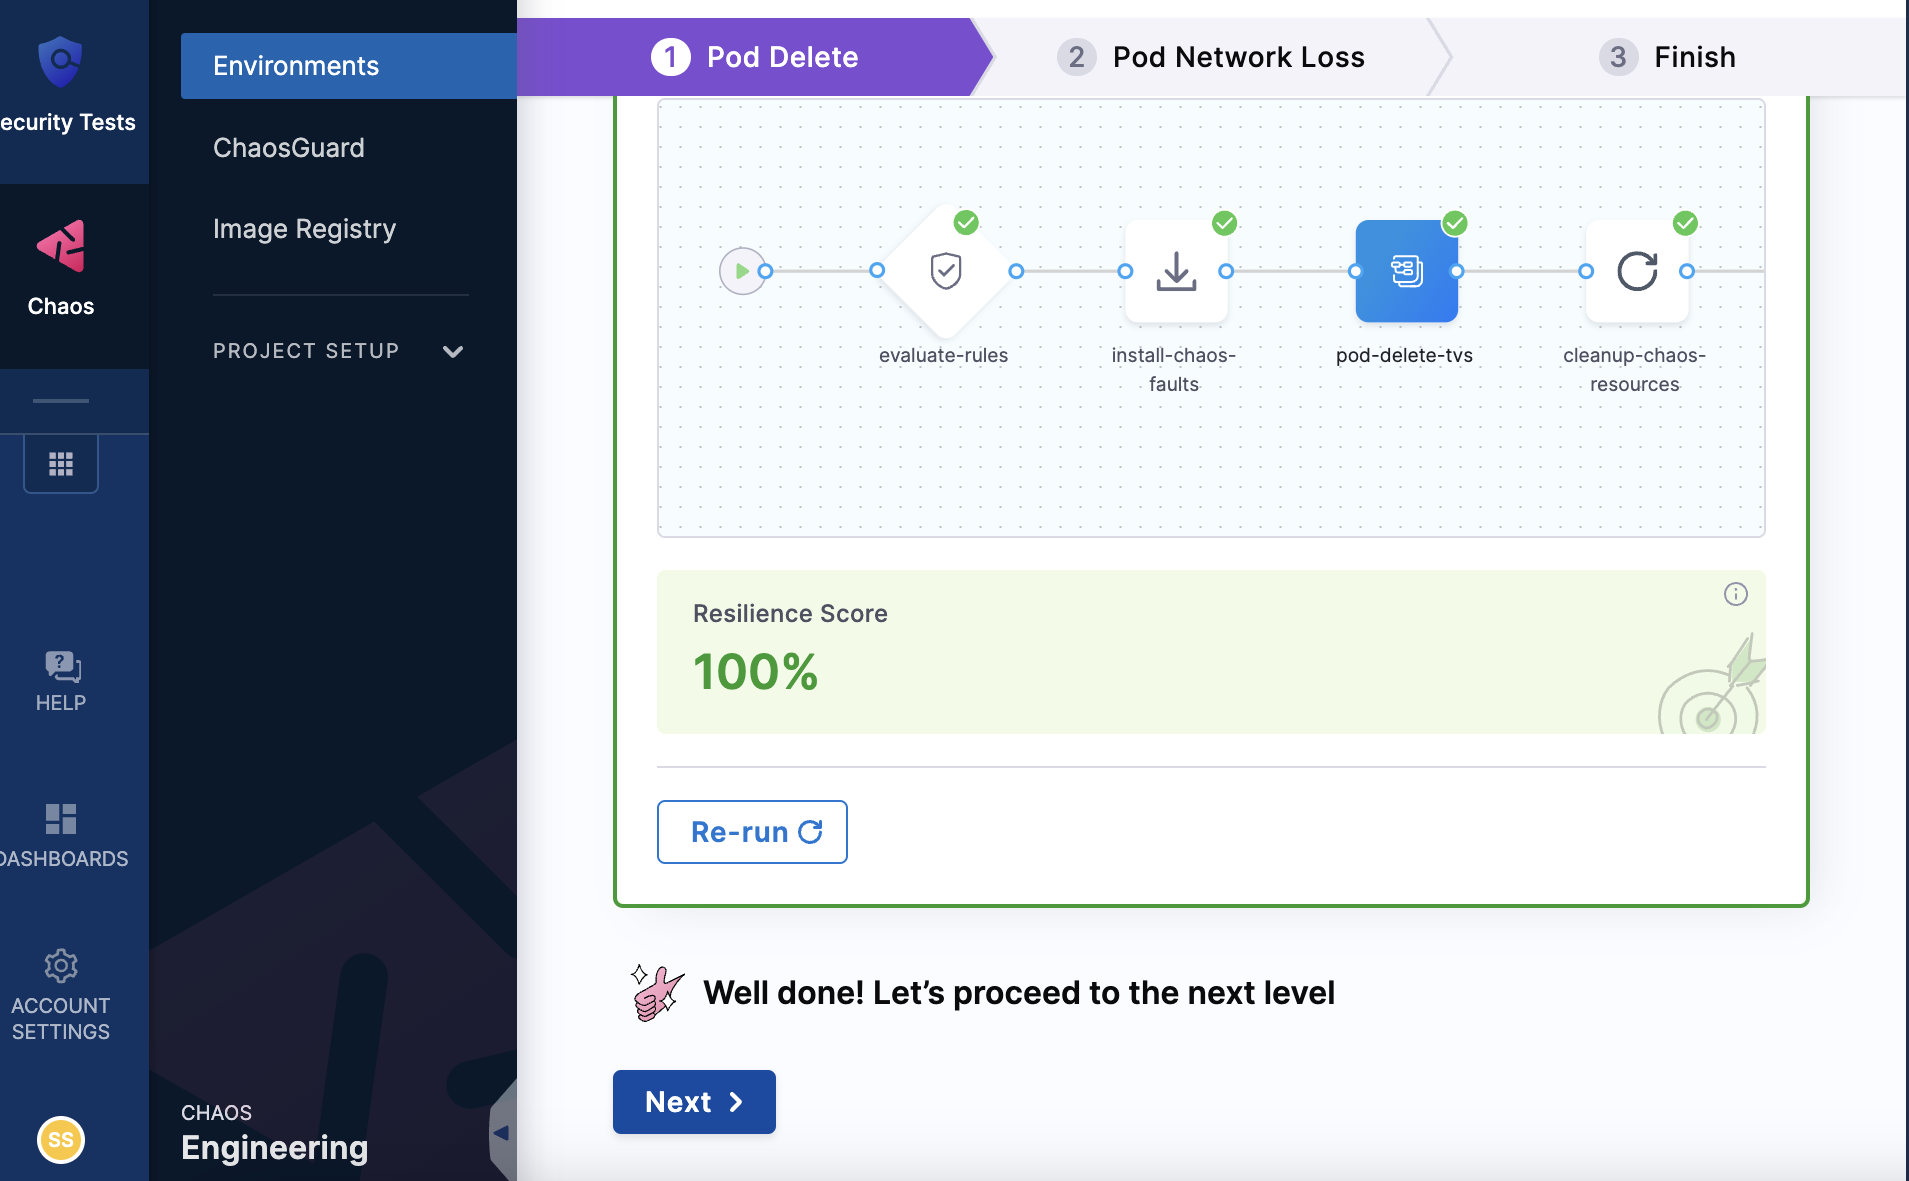 ecurity Tests
Chaos
HELP
DASHBOARDS
ACCOUNT
SETTINGS
SS
Environments
ChaosGuard
Image Registry
PROJECT SETUP
CHAOS
Engineering
1 Pod Delete
2 Pod Network Loss
3 Finish
evaluate-rules
install-chaos-
faults
pod-delete-tvs
cleanup-chaos-
resources
Resilience Score
100%
Re-run
Well done! Let’s proceed to the next level
Next